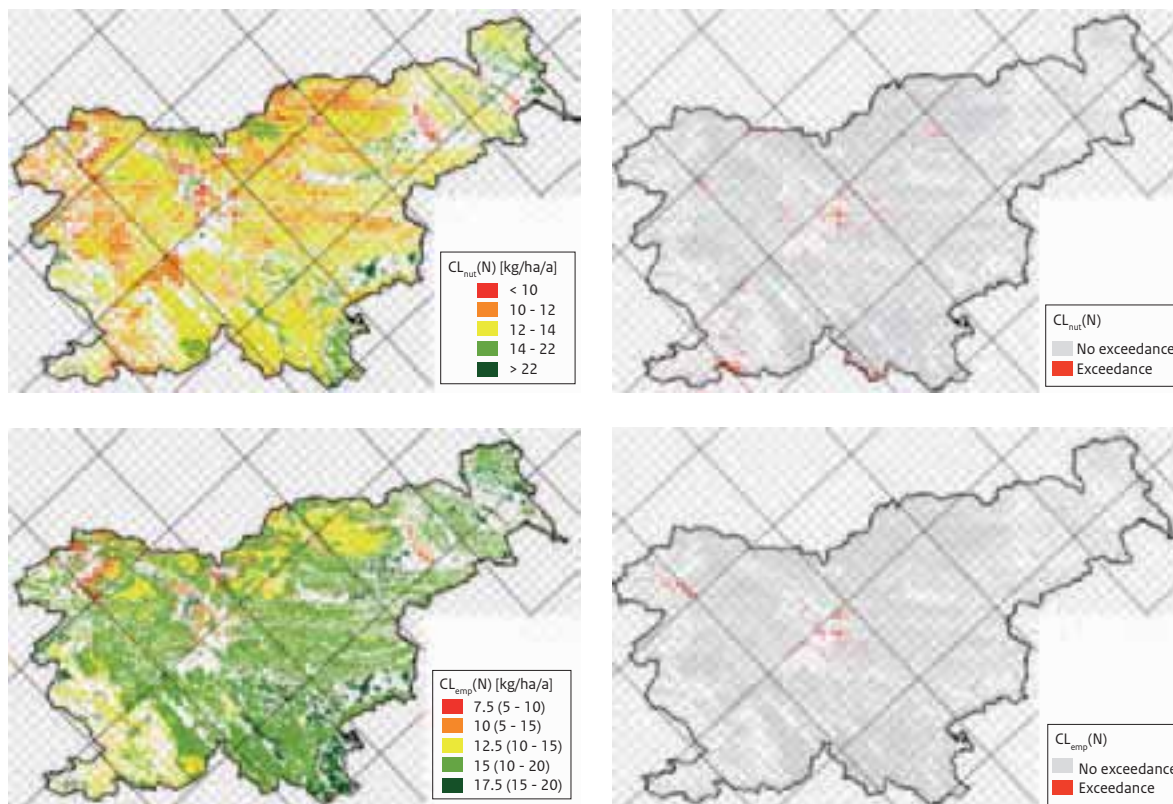 CLnut(N) [kg/ha/a]
< 10
10 - 12
12 - 14
14 - 22
> 22
CLnut(N)
No exceedance
Exceedance
CLemp(N) [kg/ha/a]
7.5 (5 - 10)
10 (5 - 15)
12.5 (10 - 15)
15 (10 - 20)
17.5 (15 - 20)
CLemp(N)
No exceedance
Exceedance